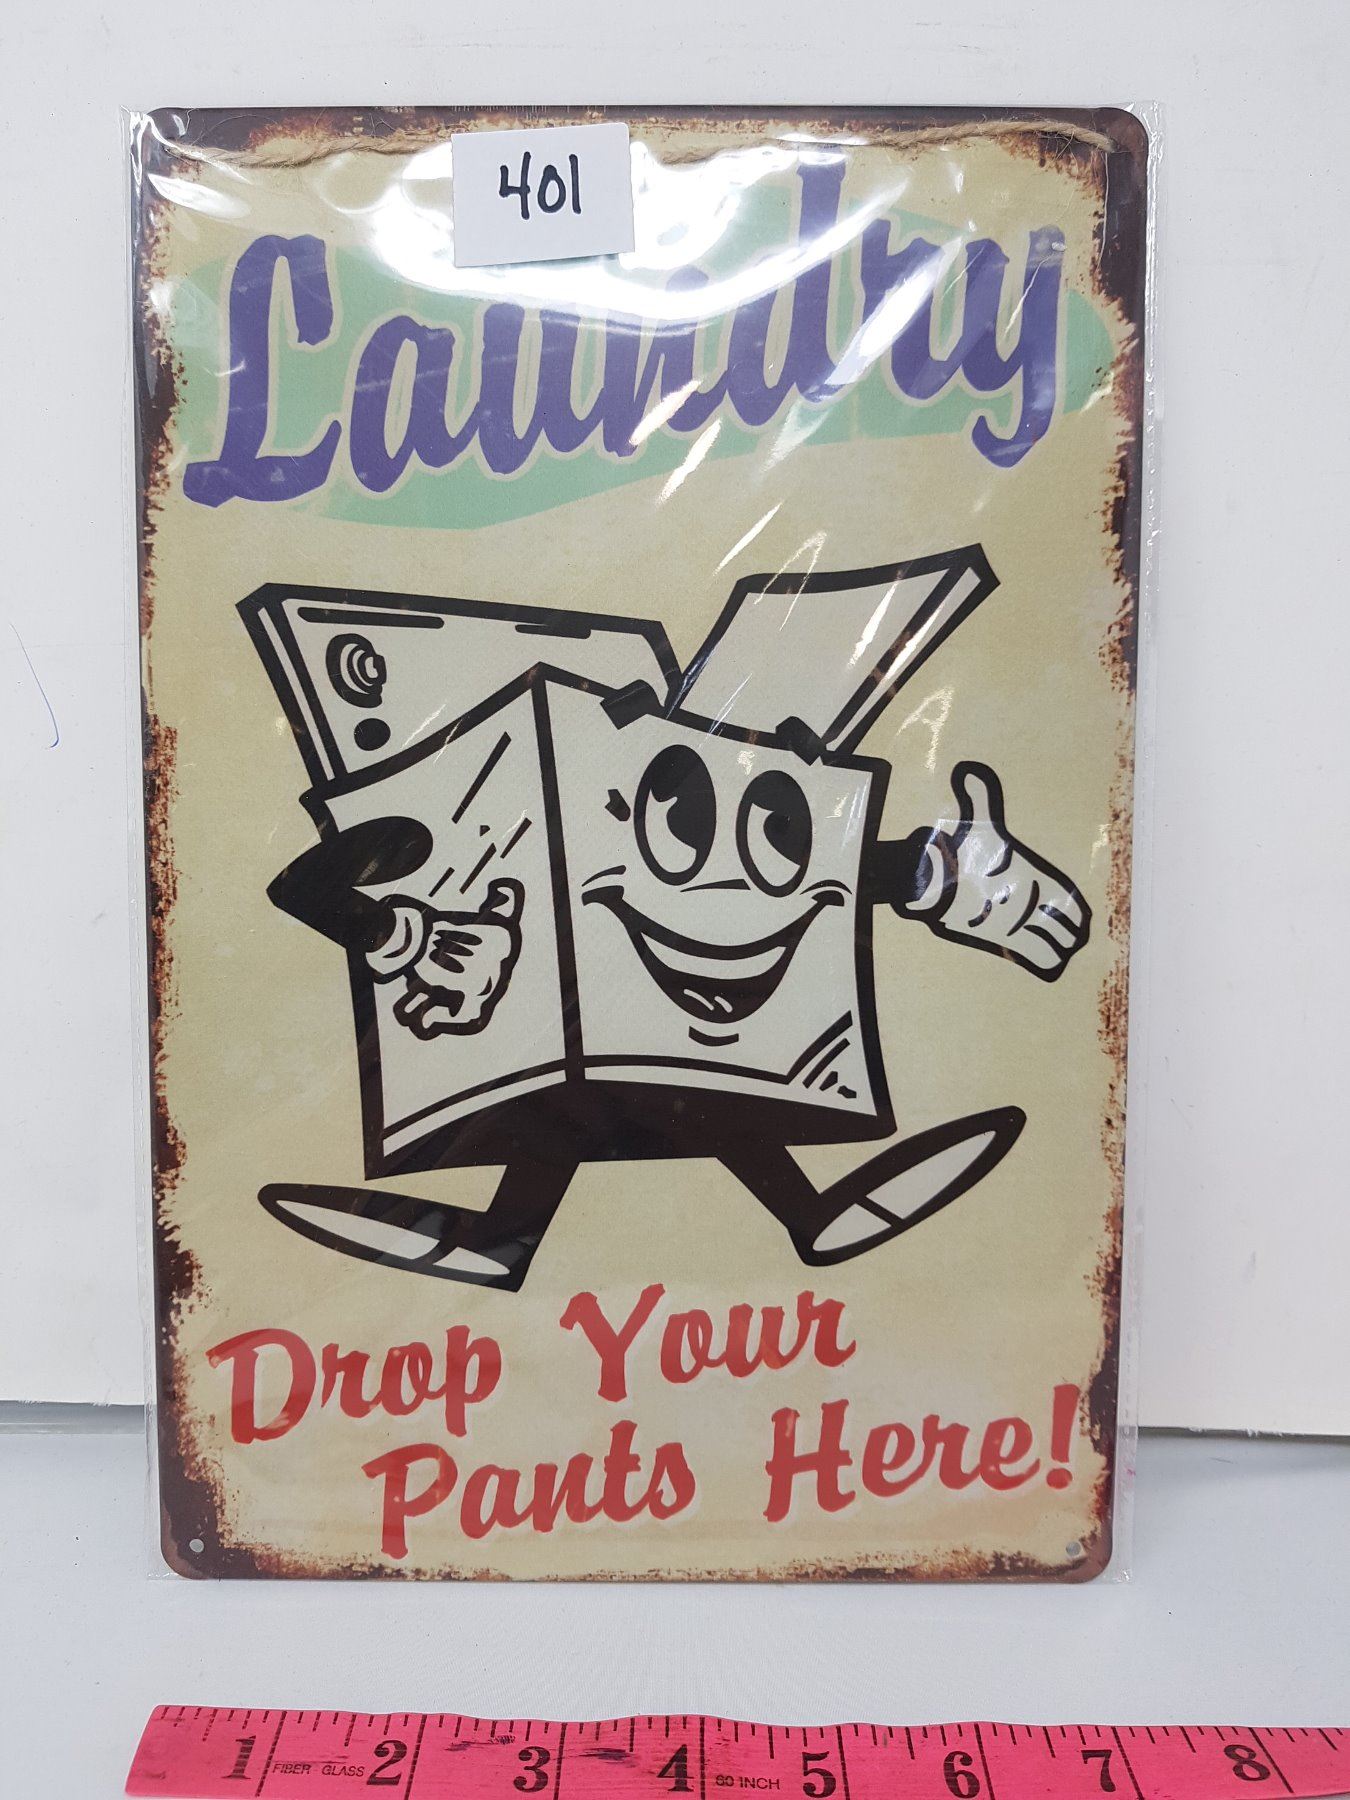 401
Laundry
Drop Your
Pants Here!
1 FIBER - GLASS 2 3 4 60 INCH 5 6 7 8